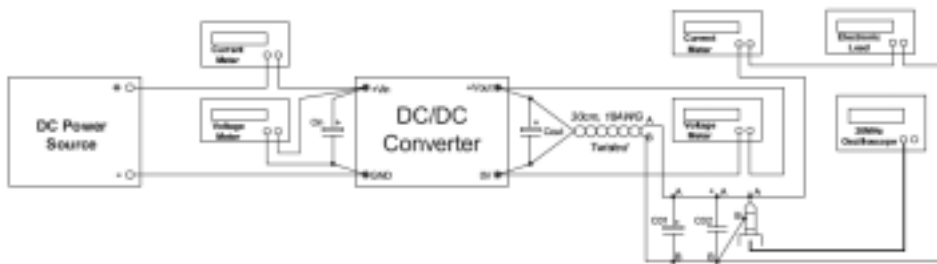 Current
Meter
Current
Meter
Electronic
Load
DC Power
Source
Voltage
Meter
+Vin
Cin
+
DC/DC
Converter
GND
+Vout
+
Cout
30cm, 18AWG
Twisted
A
B
Voltage
Meter
20MHz
Oscilloscope
A
+ A
A
CO1
+
CO2
B
B
B